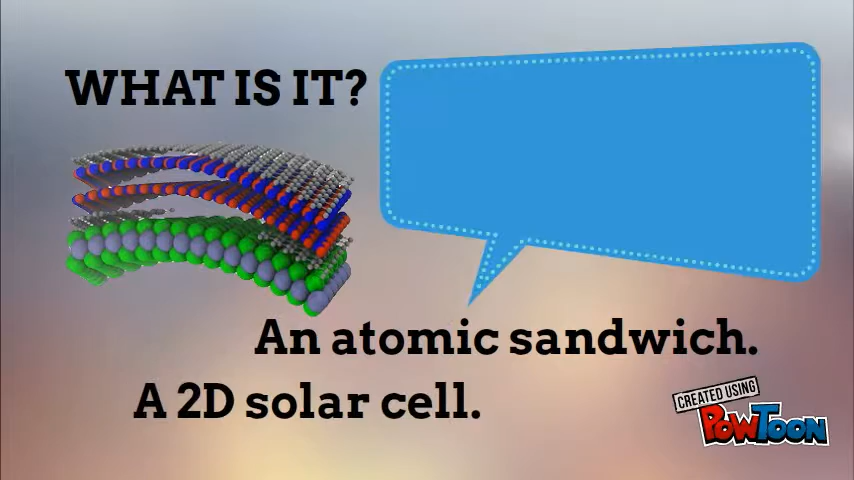 WHAT IS IT?
An atomic sandwich.
A 2D solar cell.
CREATED USING
POWTOON